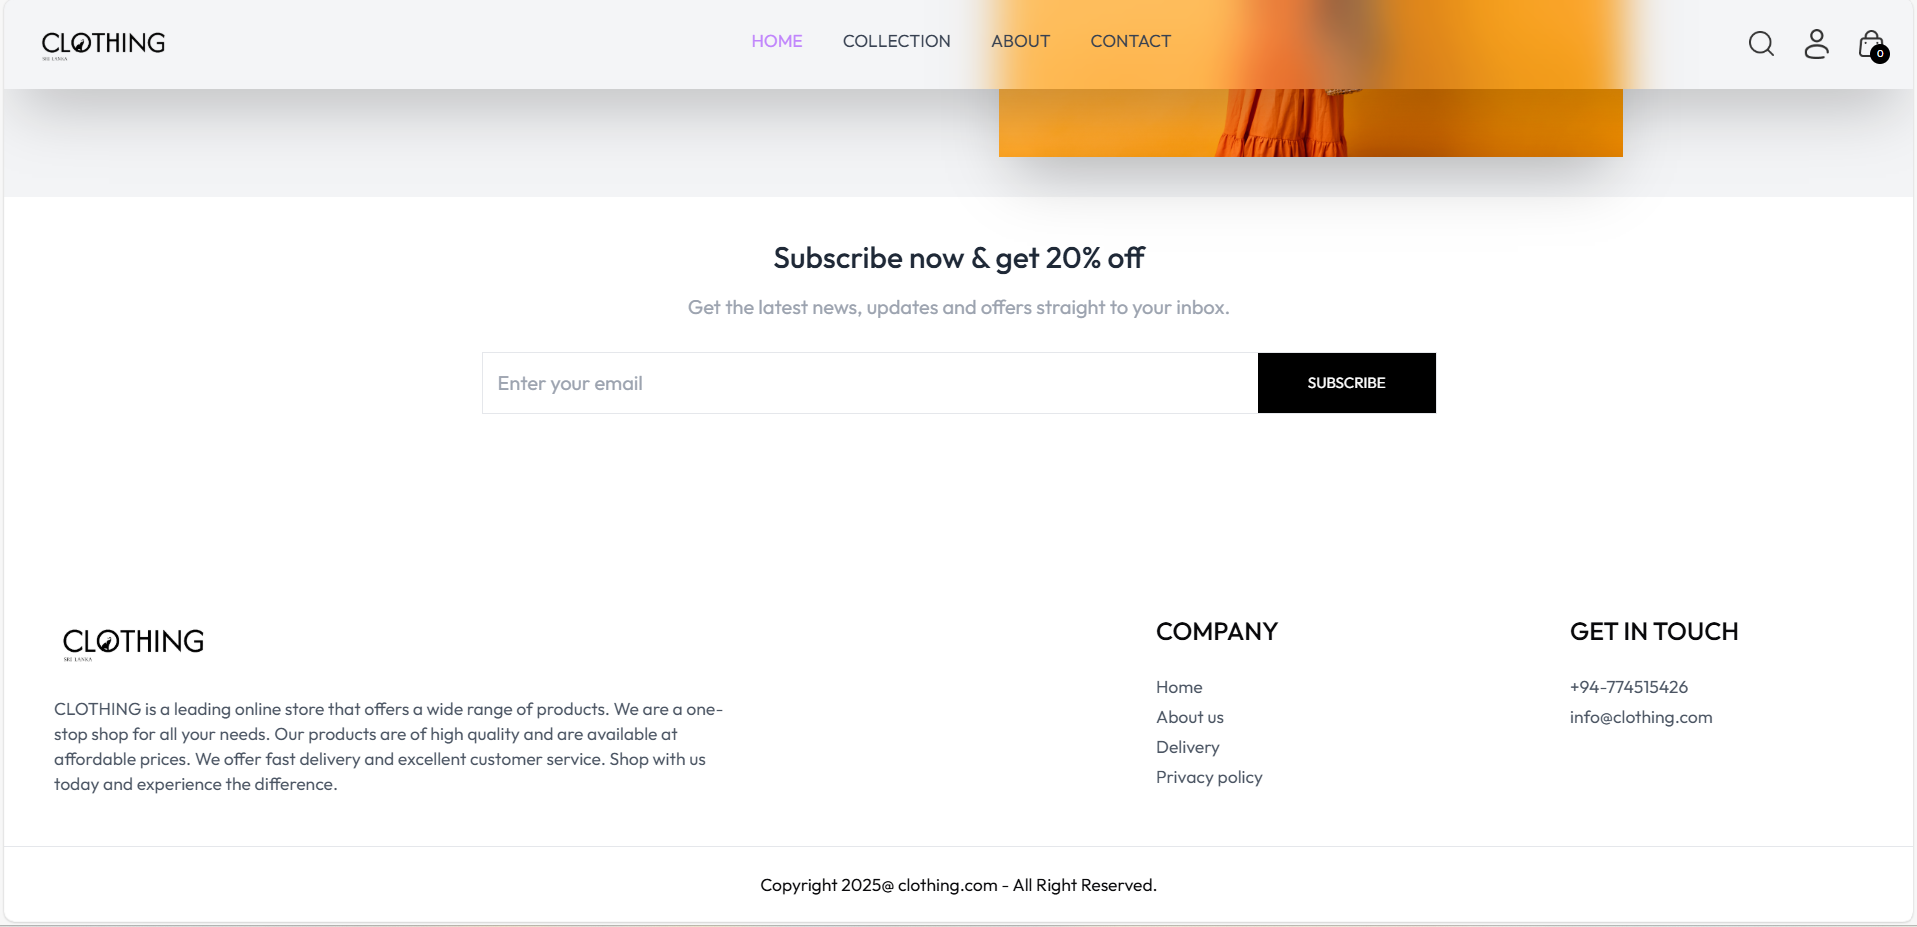 CLOTHING
SRI LANKA
HOME COLLECTION ABOUT CONTACT
0
Subscribe now & get 20% off
Get the latest news, updates and offers straight to your inbox.
Enter your email SUBSCRIBE
CLOTHING
SRI LANKA
CLOTHING is a leading online store that offers a wide range of products. We are a one-
stop shop for all your needs. Our products are of high quality and are available at
affordable prices. We offer fast delivery and excellent customer service. Shop with us
today and experience the difference.
COMPANY
Home
About us
Delivery
Privacy policy
GET IN TOUCH
+94-774515426
info@clothing.com
Copyright 2025@ clothing.com - All Right Reserved.